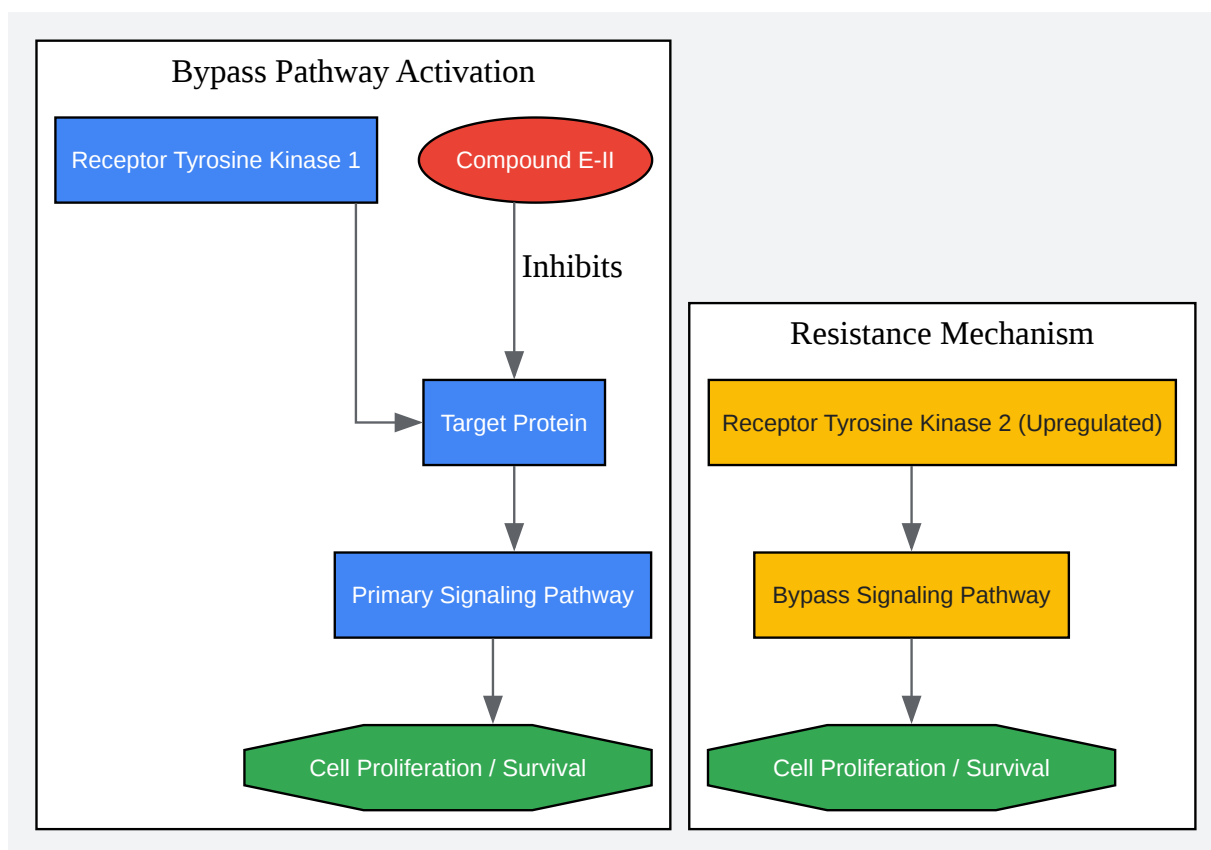 Bypass Pathway Activation
Receptor Tyrosine Kinase 1
Compound E-II
Inhibits
Target Protein
Primary Signaling Pathway
Cell Proliferation / Survival
Resistance Mechanism
Receptor Tyrosine Kinase 2 (Upregulated)
Bypass Signaling Pathway
Cell Proliferation / Survival